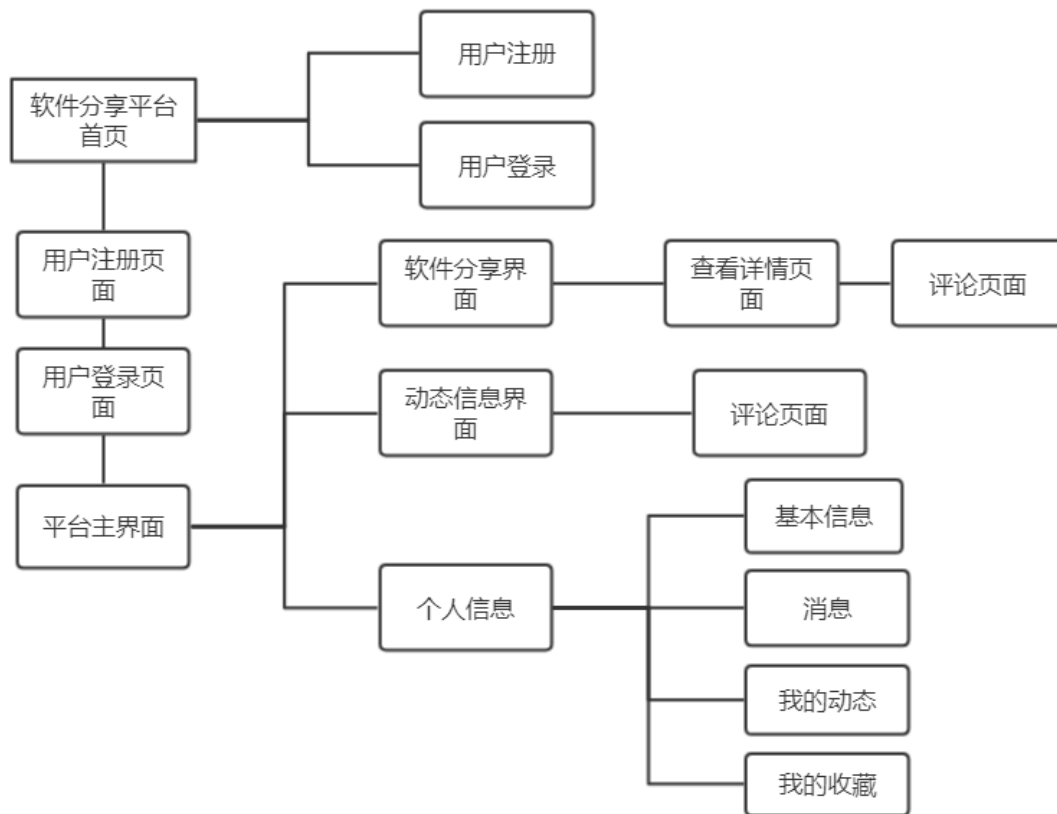 用户注册
软件分享平台
首页
用户登录
用户注册页
面
软件分享界
面
查看详情页
面
评论页面
用户登录页
面
动态信息界
面
评论页面
平台主界面
基本信息
个人信息
消息
我的动态
我的收藏